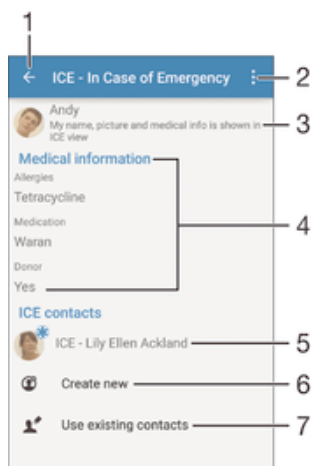 1
ICE - In Case of Emergency
2
Andy
My name, picture and medical info is shown in
ICE view
3
Medical information
Allergies
Tetracycline
Medication
Waran
4
Donor
Yes
ICE contacts
ICE - Lily Ellen Ackland
5
Create new
6
Use existing contacts
7